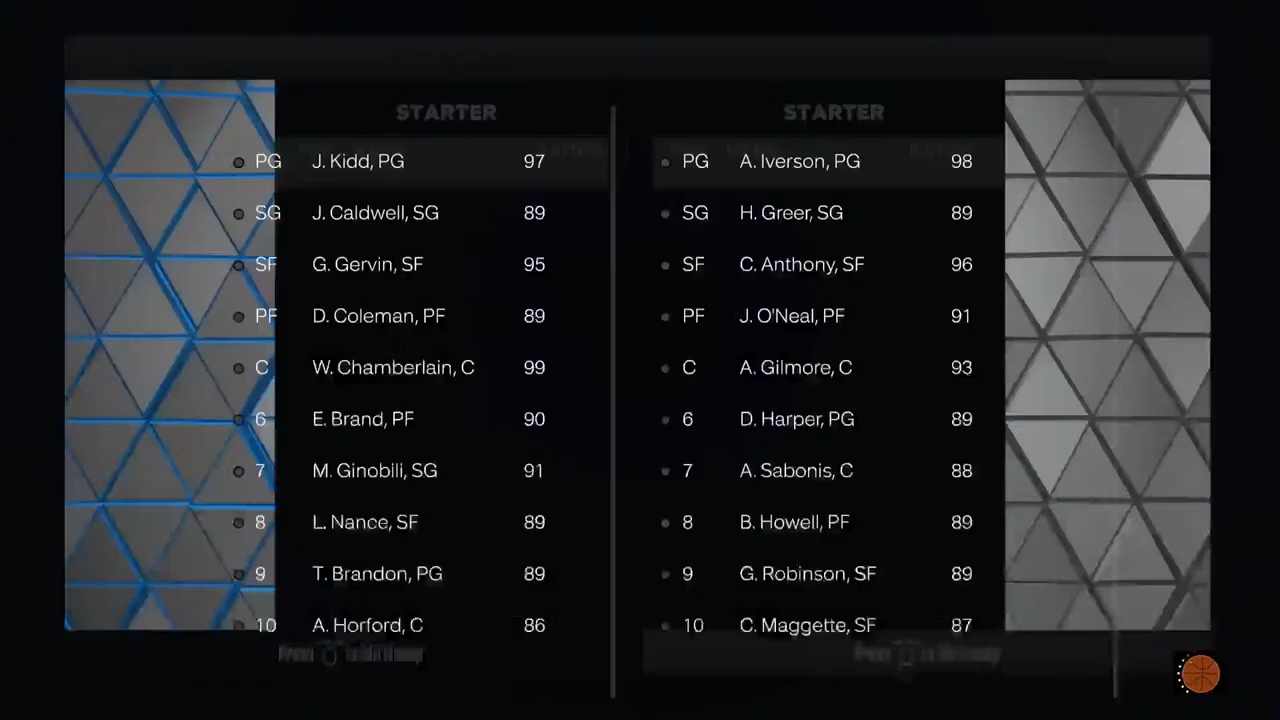 STARTER
PG J. Kidd, PG 97
SG J. Caldwell, SG 89
SF G. Gervin, SF 95
PF D. Coleman, PF 89
C W. Chamberlain, C 99
6 E. Brand, PF 90
7 M. Ginobili, SG 91
8 L. Nance, SF 89
9 T. Brandon, PG 89
10 A. Horford, C 86
STARTER
PG A. Iverson, PG 98
SG H. Greer, SG 89
SF C. Anthony, SF 96
PF J. O'Neal, PF 91
C A. Gilmore, C 93
6 D. Harper, PG 89
7 A. Sabonis, C 88
8 B. Howell, PF 89
9 G. Robinson, SF 89
10 C. Maggette, SF 87